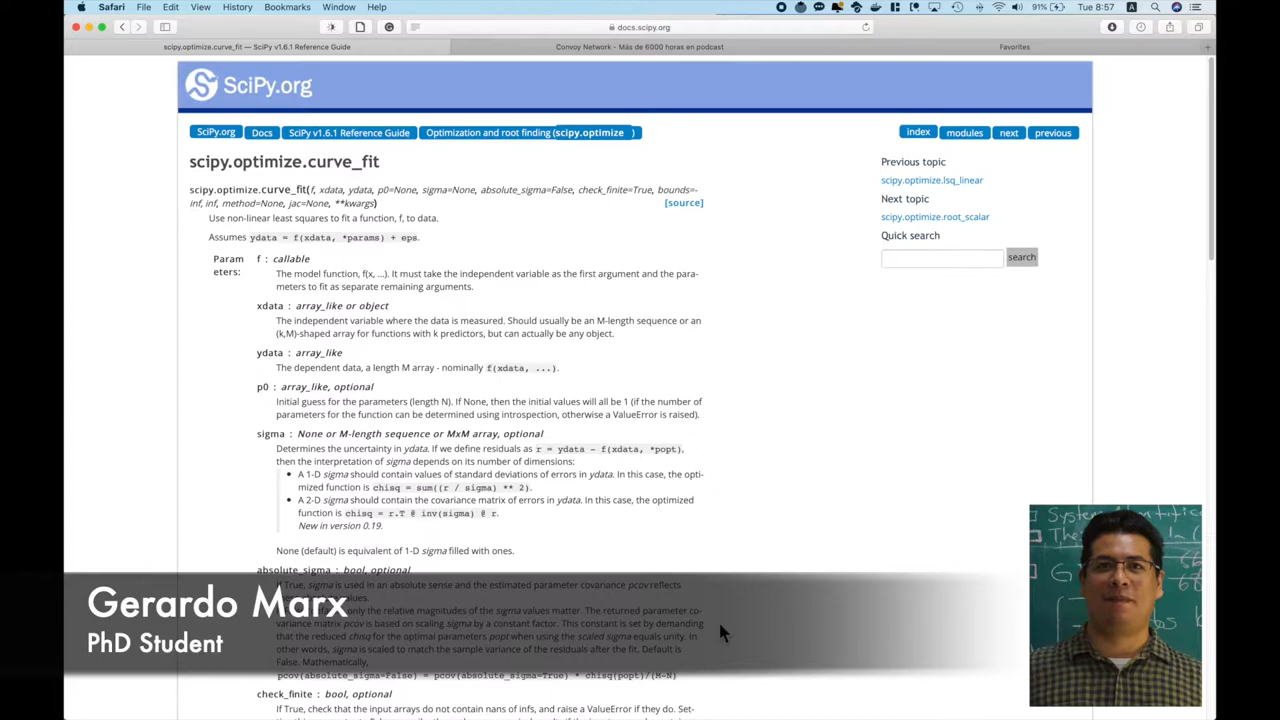 Safari File Edit View History Bookmarks Window Help 91% Tue 8:57
docs.scipy.org
scipy.optimize.curve_fit — SciPy v1.6.1 Reference Guide
Convoy Network - Más de 6000 horas en podcast
Favorites
SciPy.org
SciPy.org Docs SciPy v1.6.1 Reference Guide Optimization and root finding (scipy.optimize )
index modules next previous
scipy.optimize.curve_fit
Previous topic
scipy.optimize.lsq_linear
Next topic
scipy.optimize.root_scalar
Quick search
search
scipy.optimize.curve_fit(f, xdata, ydata, p0=None, sigma=None, absolute_sigma=False, check_finite=True, bounds=-
inf, inf, method=None, jac=None, **kwargs) [source]
Use non-linear least squares to fit a function, f, to data.
Assumes ydata = f(xdata, *params) + eps.
Param
eters:
f : callable
The model function, f(x, ...). It must take the independent variable as the first argument and the para-
meters to fit as separate remaining arguments.
xdata : array_like or object
The independent variable where the data is measured. Should usually be an M-length sequence or an
(k,M)-shaped array for functions with k predictors, but can actually be any object.
ydata : array_like
The dependent data, a length M array - nominally f(xdata, ...).
p0 : array_like, optional
Initial guess for the parameters (length N). If None, then the initial values will all be 1 (if the number of
parameters for the function can be determined using introspection, otherwise a ValueError is raised).
sigma : None or M-length sequence or MxM array, optional
Determines the uncertainty in ydata. If we define residuals as r = ydata - f(xdata, *popt),
then the interpretation of sigma depends on its number of dimensions:
• A 1-D sigma should contain values of standard deviations of errors in ydata. In this case, the opti-
mized function is chisq = sum((r / sigma) ** 2).
• A 2-D sigma should contain the covariance matrix of errors in ydata. In this case, the optimized
function is chisq = r.T @ inv(sigma) @ r.
New in version 0.19.
None (default) is equivalent of 1-D sigma filled with ones.
absolute_sigma : bool, optional
If True, sigma is used in an absolute sense and the estimated parameter covariance pcov reflects
values.
only the relative magnitudes of the sigma values matter. The returned parameter co-
variance matrix pcov is based on scaling sigma by a constant factor. This constant is set by demanding
that the reduced chisq for the optimal parameters popt when using the scaled sigma equals unity. In
other words, sigma is scaled to match the sample variance of the residuals after the fit. Default is
False. Mathematically,
pcov(absolute_sigma=False) = pcov(absolute_sigma=True) * chisq(popt)/(M-N)
check_finite : bool, optional
If True, check that the input arrays do not contain nans of infs, and raise a ValueError if they do. Set-
Gerardo Marx
PhD Student
System Identific